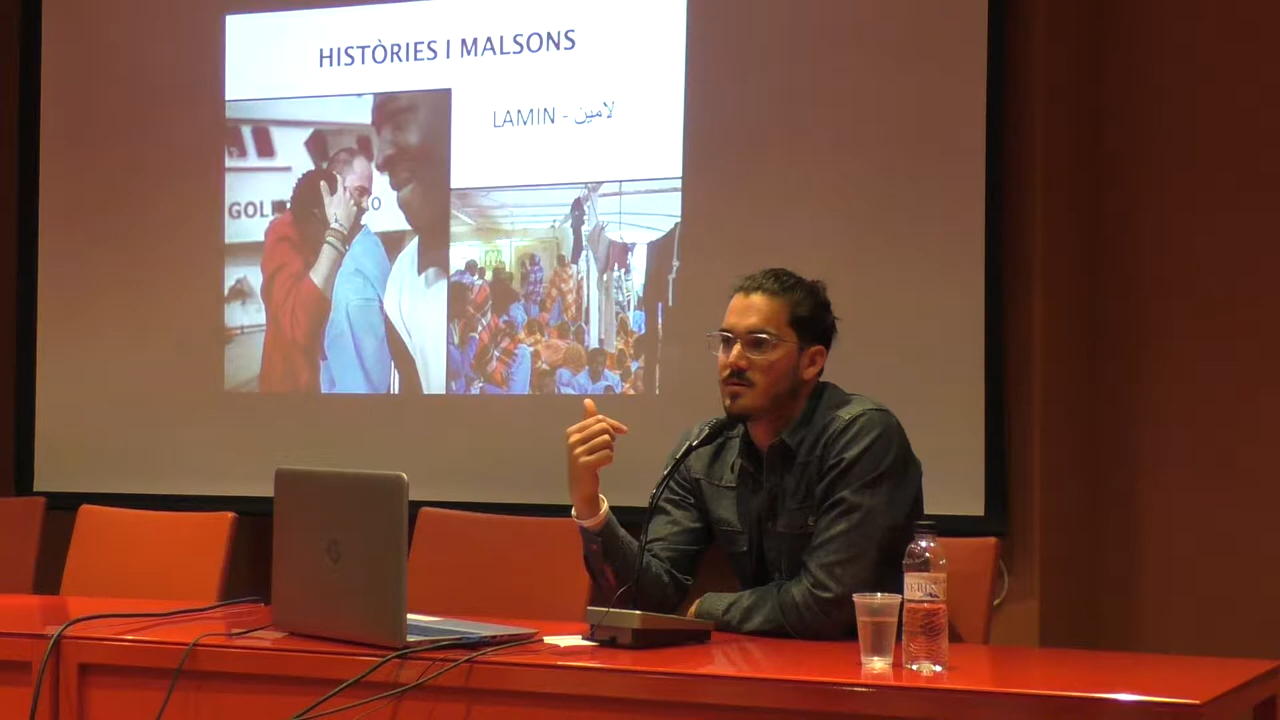 HISTÒRIES I MALSONS
LAMIN - لامين